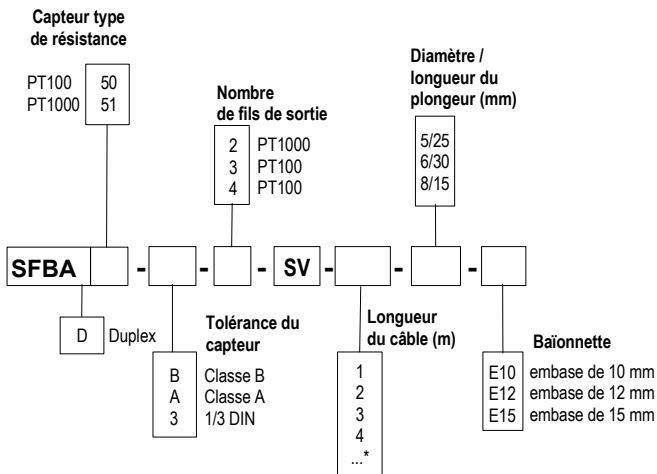 Capteur type
de résistance
PT100 50
PT1000 51
Nombre
de fils de sortie
2 PT1000
3 PT100
4 PT100
Diamètre /
longueur du
plongeur (mm)
5/25
6/30
8/15
SFBA - - - SV - - -
D Duplex
Tolérance du
capteur
B Classe B
A Classe A
3 1/3 DIN
Longueur
du câble (m)
1
2
3
4
...*
Baïonnette
E10 embase de 10 mm
E12 embase de 12 mm
E15 embase de 15 mm